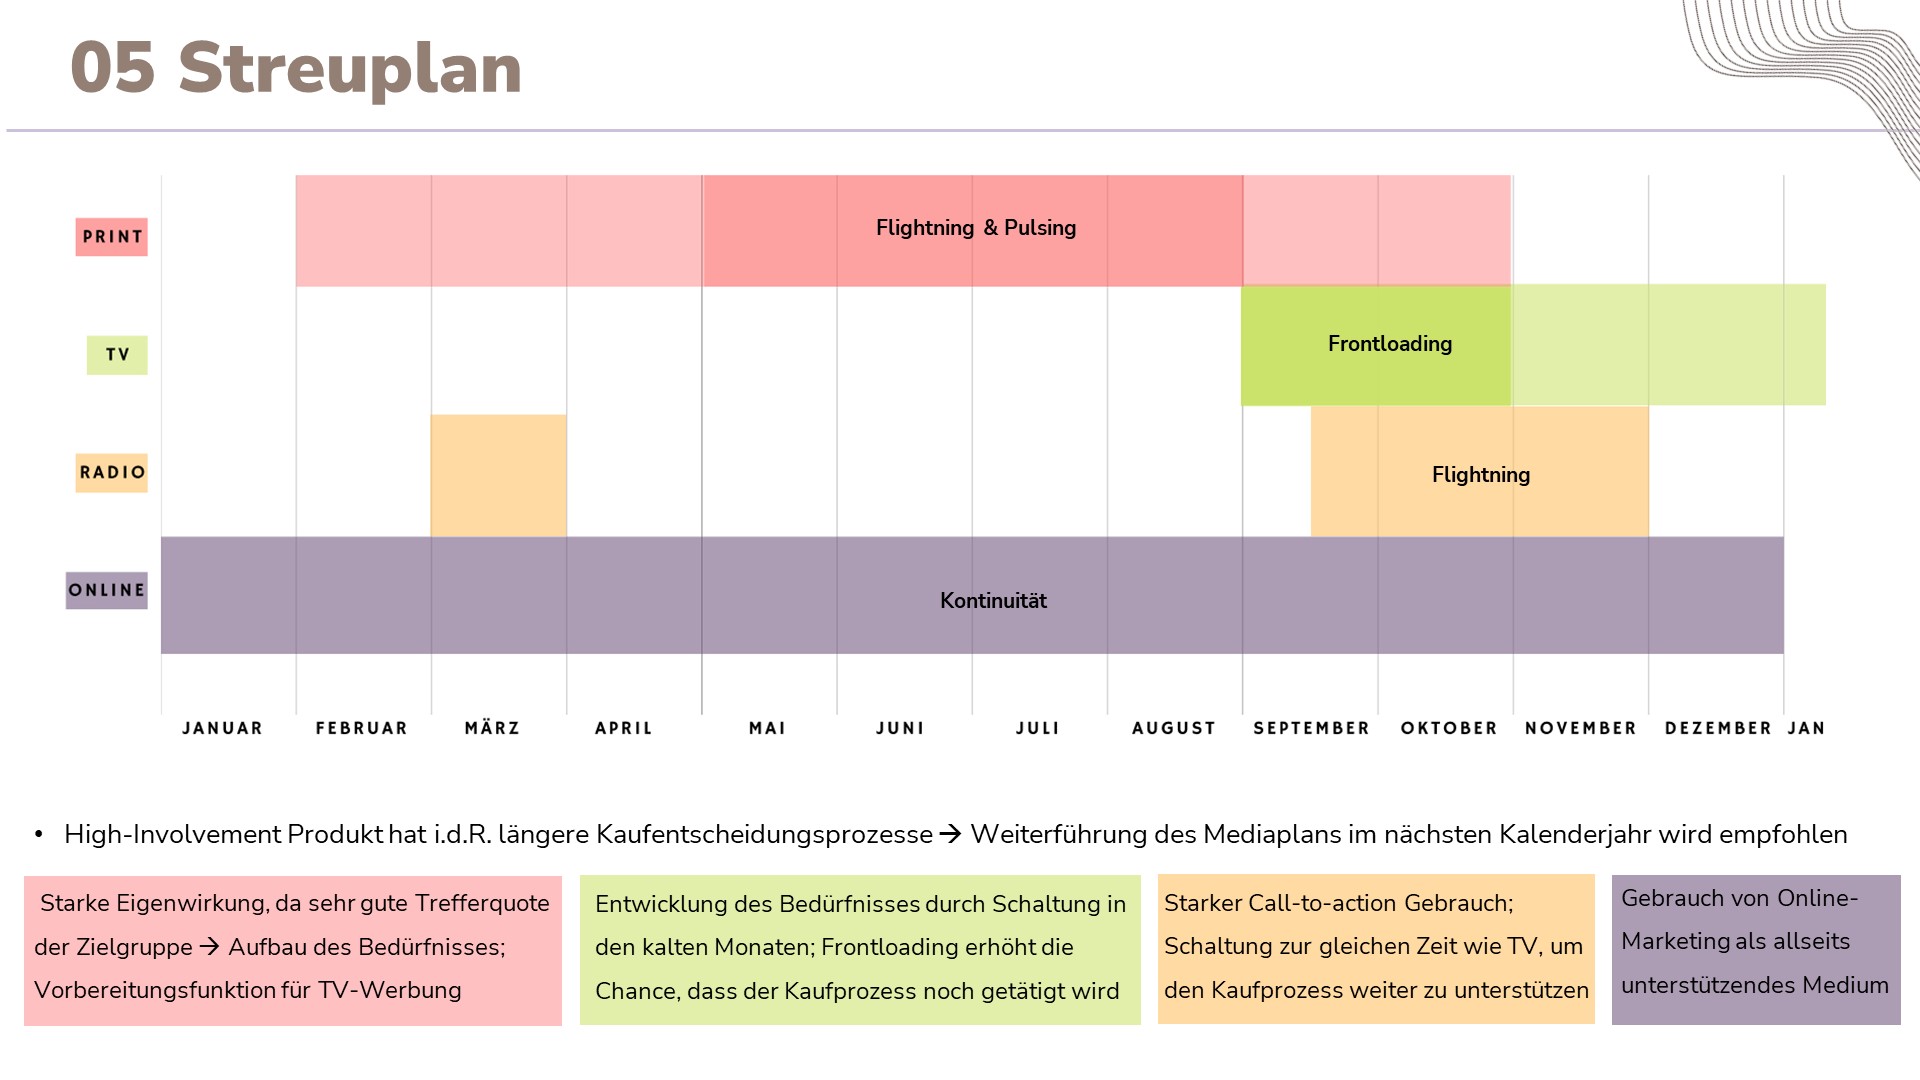 05 Streuplan
PRINT
Flightning & Pulsing
TV
Frontloading
RADIO
Flightning
ONLINE
Kontinuität
JANUAR FEBRUAR MÄRZ APRIL MAI JUNI JULI AUGUST SEPTEMBER OKTOBER NOVEMBER DEZEMBER JAN
• High-Involvement Produkt hat i.d.R. längere Kaufentscheidungsprozesse → Weiterführung des Mediaplans im nächsten Kalenderjahr wird empfohlen
Starke Eigenwirkung, da sehr gute Trefferquote
der Zielgruppe → Aufbau des Bedürfnisses;
Vorbereitungsfunktion für TV-Werbung
Entwicklung des Bedürfnisses durch Schaltung in
den kalten Monaten; Frontloading erhöht die
Chance, dass der Kaufprozess noch getätigt wird
Starker Call-to-action Gebrauch;
Schaltung zur gleichen Zeit wie TV, um
den Kaufprozess weiter zu unterstützen
Gebrauch von Online-
Marketing als allseits
unterstützendes Medium